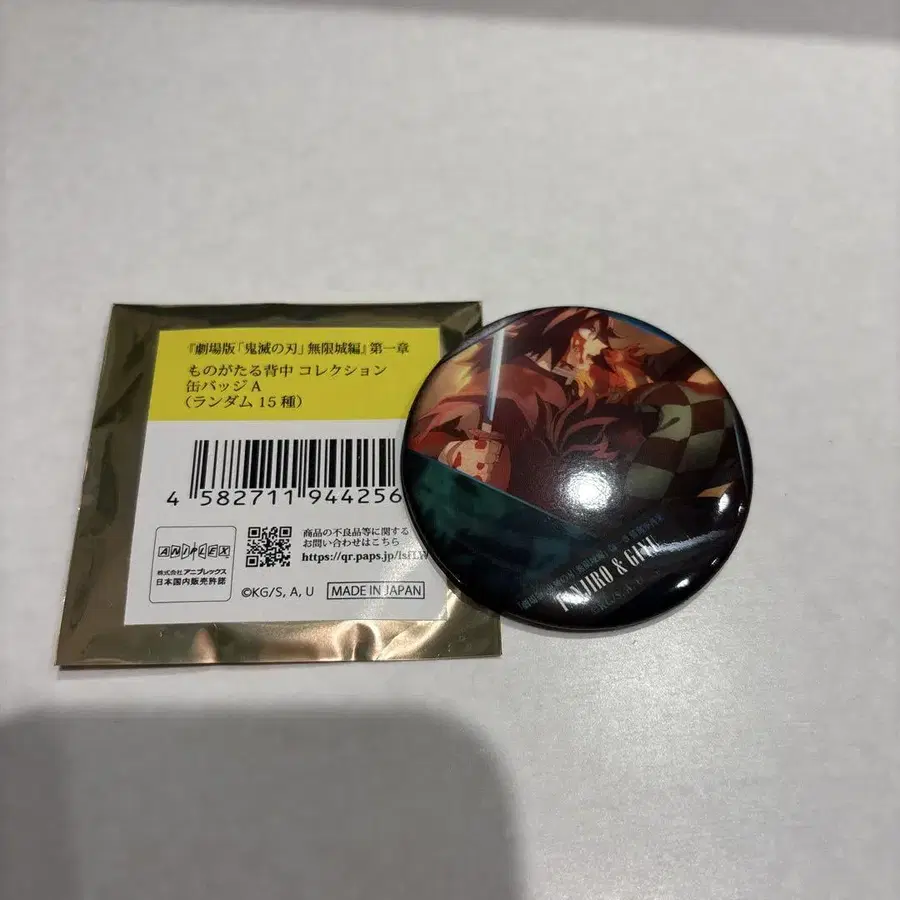 『劇場版「鬼滅の刃」無限城編』第一章
ものがたる背中 コレクション
缶バッジ A
（ランダム 15 種）
4 582711 944256
ANIPLEX
株式会社アニプレックス
日本国内販売許諾
商品の不良品等に関する
お問い合わせはこちら
©KG/S, A, U
MADE IN JAPAN
TANJIRO & GIYU
©KG/S, A, U